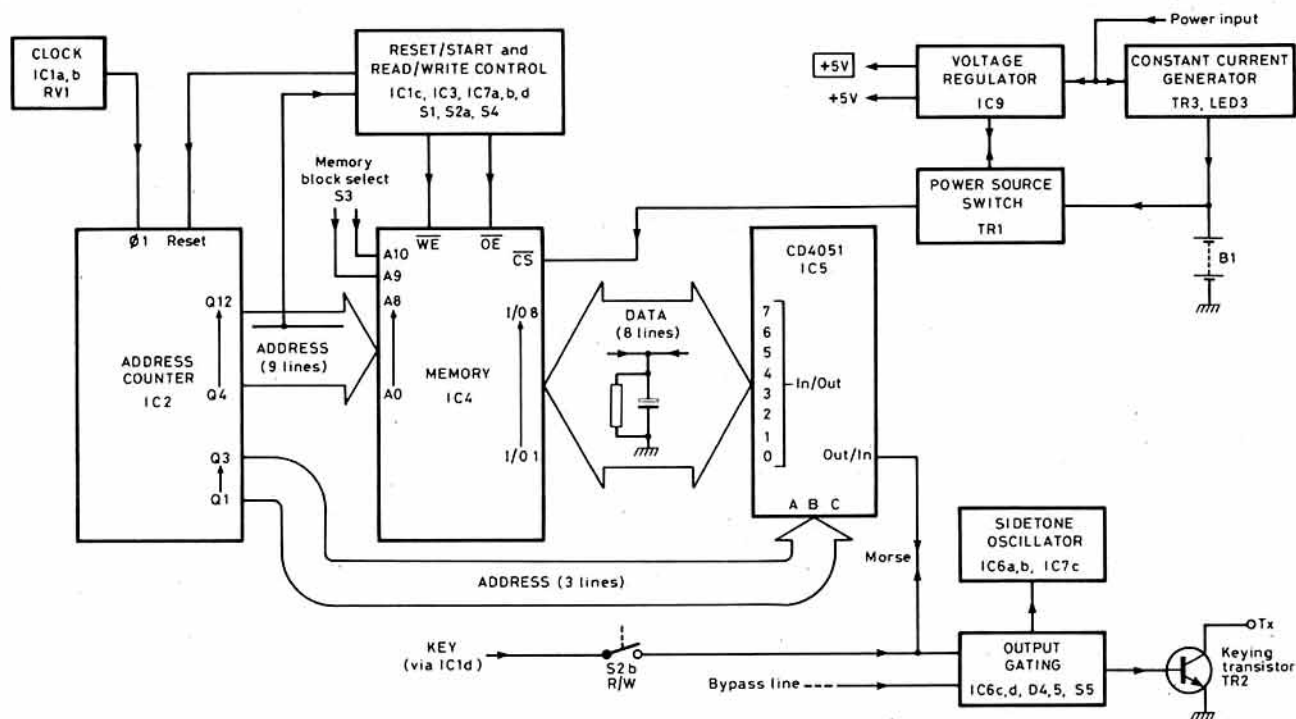 CLOCK
IC1a, b
RV1
RESET/START and
READ/WRITE CONTROL
IC1c, IC3, IC7a, b, d
S1, S2a, S4
Power input
+5V
+5V
VOLTAGE
REGULATOR
IC9
CONSTANT CURRENT
GENERATOR
TR3, LED3
Memory
block select
S3
POWER SOURCE
SWITCH
TR1
B1
Ø1 Reset
Q12
Q4
ADDRESS
COUNTER
IC2
Q3
Q1
ADDRESS
(9 lines)
WE
OE
CS
A10
A9
A8
A0
I/O 8
I/O 1
MEMORY
IC4
DATA
(8 lines)
CD4051
IC5
7
6
5
4
3
2
1
0
In/Out
Out/In
A B C
ADDRESS (3 lines)
Morse
SIDETONE
OSCILLATOR
IC6a,b, IC7c
KEY
(via IC1d)
S2b
R/W
Bypass line
OUTPUT
GATING
IC6c,d, D4,5, S5
Tx
Keying
transistor
TR2